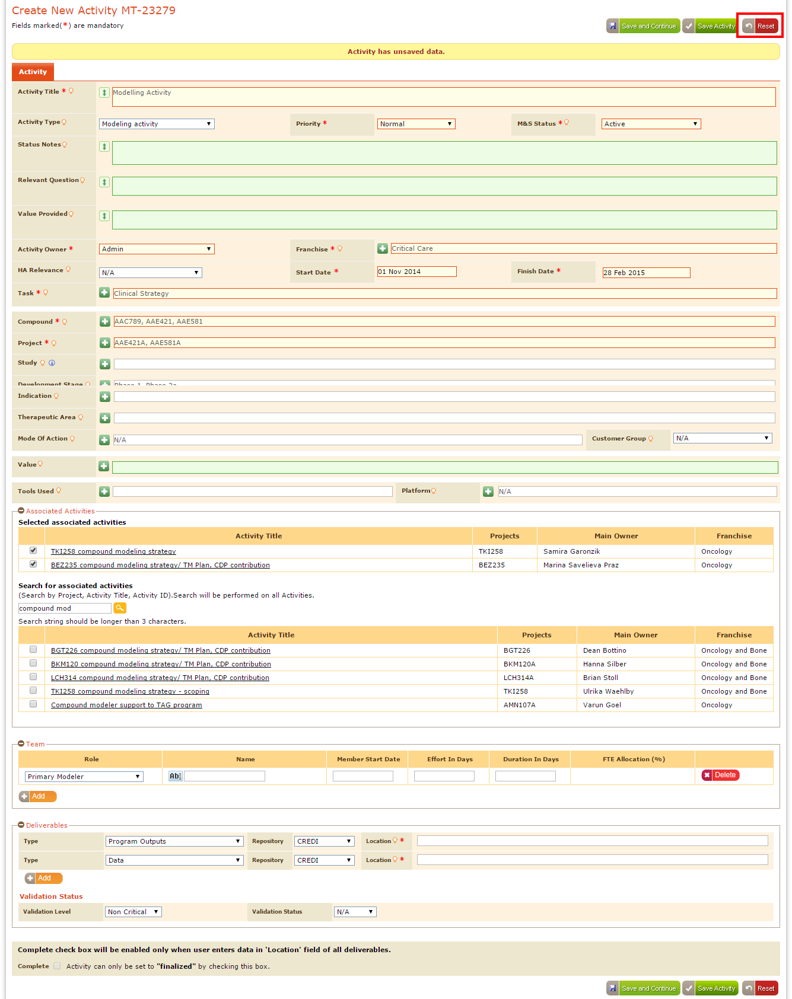 Create New Activity MT-23279
Fields marked(*) are mandatory
Save and Continue Save Activity Reset
Activity has unsaved data.
Activity
Activity Title * Modelling Activity
Activity Type Modeling activity Priority * Normal M&S Status * Active
Status Notes
Relevant Question
Value Provided
Activity Owner * Admin Franchise * Critical Care
HA Relevance N/A Start Date * 01 Nov 2014 Finish Date * 28 Feb 2015
Task * Clinical Strategy
Compound * AAC789, AAE421, AAE581
Project * AAE421A, AAE581A
Study
Development Stage Phase 1, Phase 2a
Indication
Therapeutic Area
Mode Of Action N/A Customer Group N/A
Value
Tools Used Platform N/A
Associated Activities
Selected associated activities
Activity Title Projects Main Owner Franchise
TKI258 compound modeling strategy TKI258 Samira Garonzik Oncology
BEZ235 compound modeling strategy/ TM Plan, CDP contribution BEZ235 Marina Savelieva Praz Oncology
Search for associated activities
(Search by Project, Activity Title, Activity ID).Search will be performed on all Activities.
compound mod
Search string should be longer than 3 characters.
Activity Title Projects Main Owner Franchise
BGT226 compound modeling strategy/ TM Plan, CDP contribution BGT226 Dean Bottino Oncology and Bone
BKM120 compound modeling strategy/ TM Plan, CDP contribution BKM120A Hanna Silber Oncology and Bone
LCH314 compound modeling strategy/ TM Plan, CDP contribution LCH314A Brian Stoll Oncology and Bone
TKI258 compound modeling strategy - scoping TKI258 Ulrika Waehlby Oncology and Bone
Compound modeler support to TAG program AMN107A Varun Goel Oncology
Team
Role Name Member Start Date Effort In Days Duration In Days FTE Allocation (%)
Primary Modeler Ab Delete
Add
Deliverables
Type Program Outputs Repository CREDI Location *
Type Data Repository CREDI Location *
Add
Validation Status
Validation Level Non Critical Validation Status N/A
Complete check box will be enabled only when user enters data in 'Location' field of all deliverables.
Complete Activity can only be set to "finalized" by checking this box.
Save and Continue Save Activity Reset